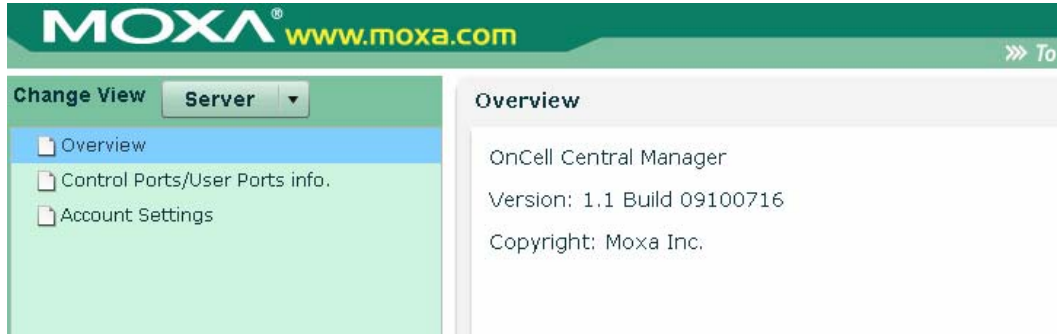 MOXA® www.moxa.com
>>> To
Change View Server
Overview
Control Ports/User Ports info.
Account Settings
Overview
OnCell Central Manager
Version: 1.1 Build 09100716
Copyright: Moxa Inc.